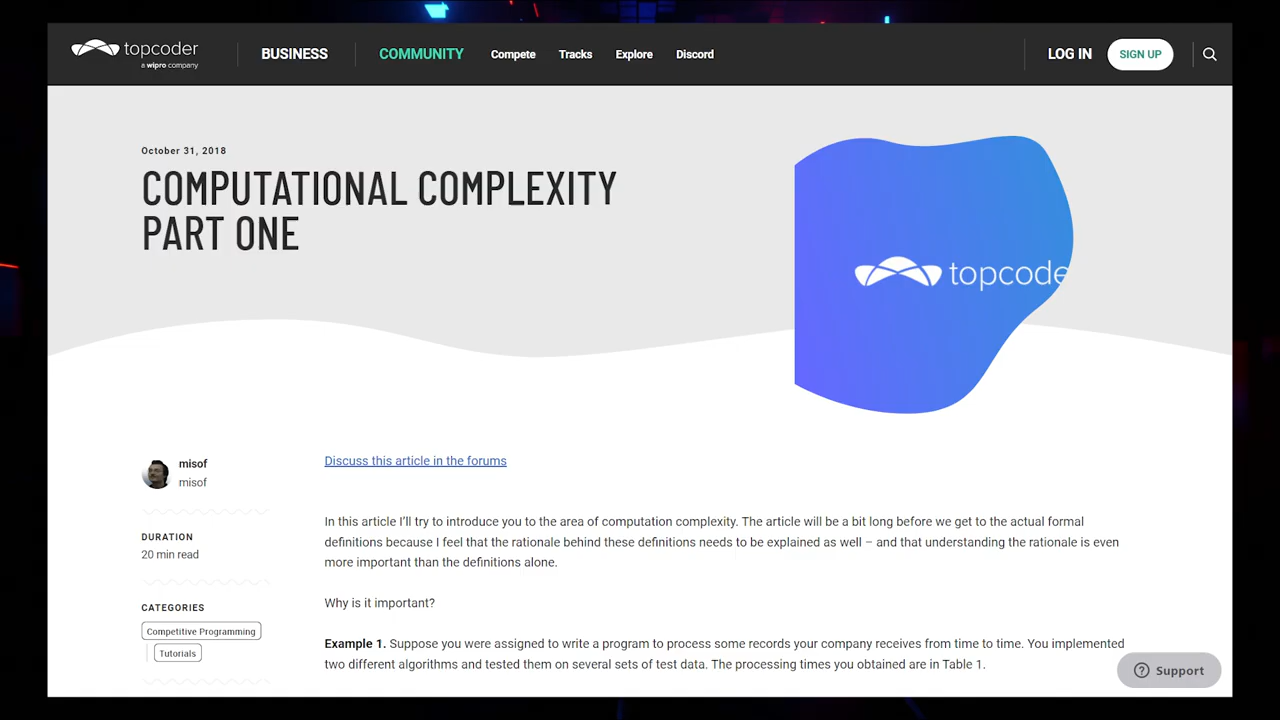 topcoder
a wipro company
BUSINESS
COMMUNITY
Compete
Tracks
Explore
Discord
LOG IN
SIGN UP
October 31, 2018
COMPUTATIONAL COMPLEXITY
PART ONE
topcoder
misof
misof
DURATION
20 min read
CATEGORIES
Competitive Programming
Tutorials
Discuss this article in the forums
In this article I'll try to introduce you to the area of computation complexity. The article will be a bit long before we get to the actual formal
definitions because I feel that the rationale behind these definitions needs to be explained as well – and that understanding the rationale is even
more important than the definitions alone.
Why is it important?
Example 1. Suppose you were assigned to write a program to process some records your company receives from time to time. You implemented
two different algorithms and tested them on several sets of test data. The processing times you obtained are in Table 1.
Support